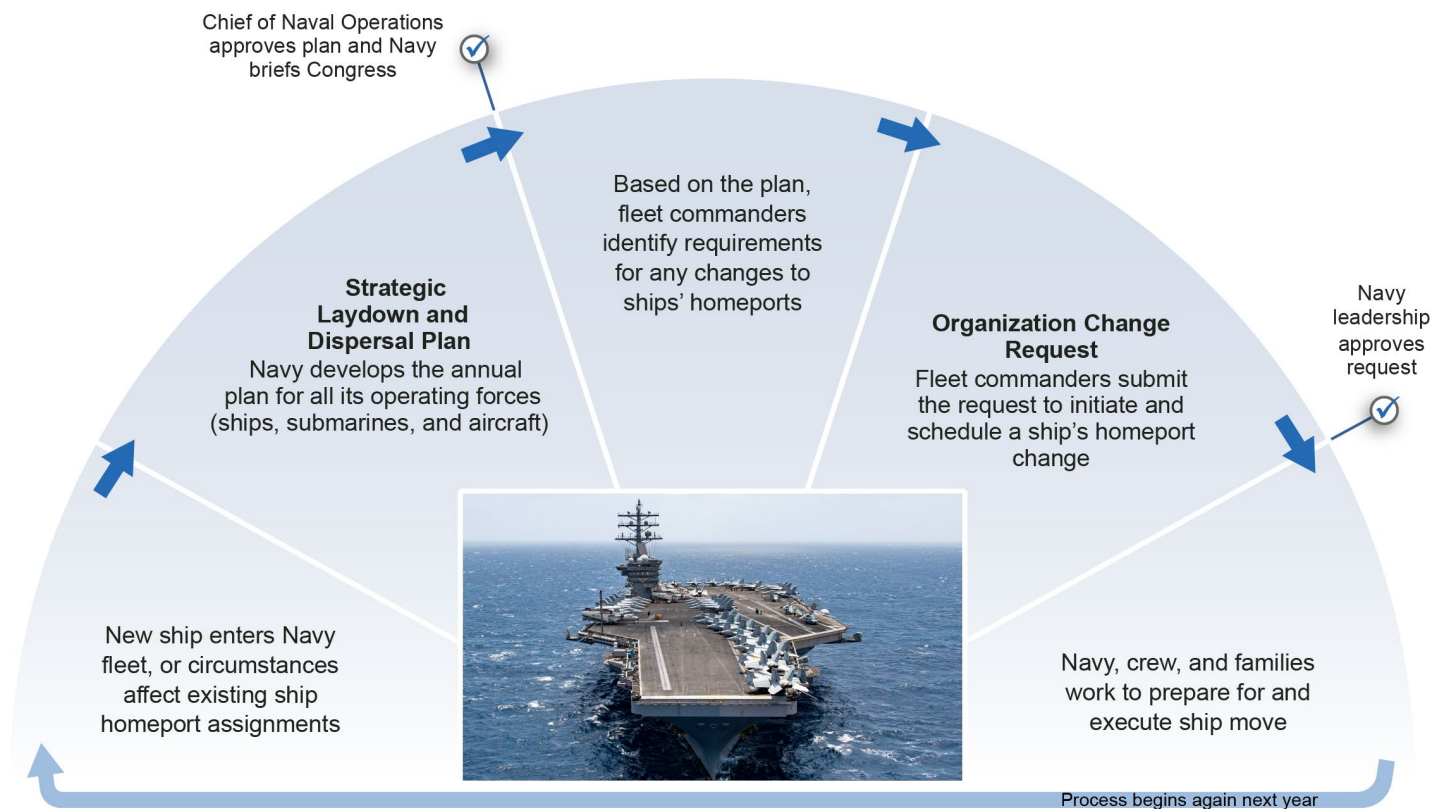 Chief of Naval Operations
approves plan and Navy
briefs Congress
New ship enters Navy
fleet, or circumstances
affect existing ship
homeport assignments
Strategic
Laydown and
Dispersal Plan
Navy develops the annual
plan for all its operating forces
(ships, submarines, and aircraft)
Based on the plan,
fleet commanders
identify requirements
for any changes to
ships’ homeports
Organization Change
Request
Fleet commanders submit
the request to initiate and
schedule a ship’s homeport
change
Navy
leadership
approves
request
Navy, crew, and families
work to prepare for and
execute ship move
Process begins again next year